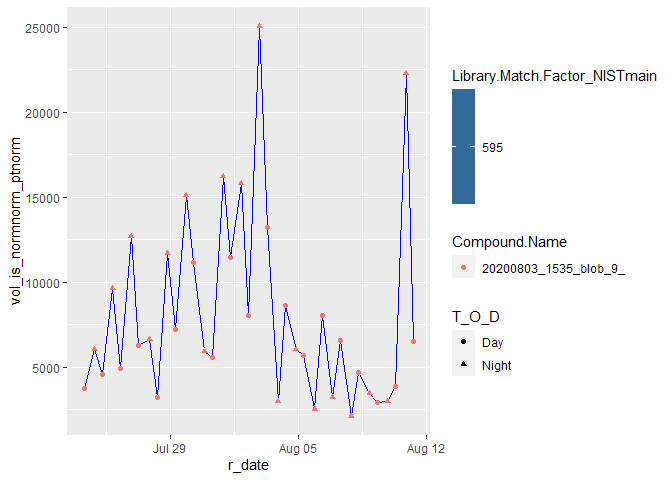 25000
20000
15000
10000
5000
vol_is_normnorm_ptnorm
Jul 29
Aug 05
Aug 12
r_date
Library.Match.Factor_NISTmain
595
Compound.Name
20200803_1535_blob_9_
T_O_D
Day
Night